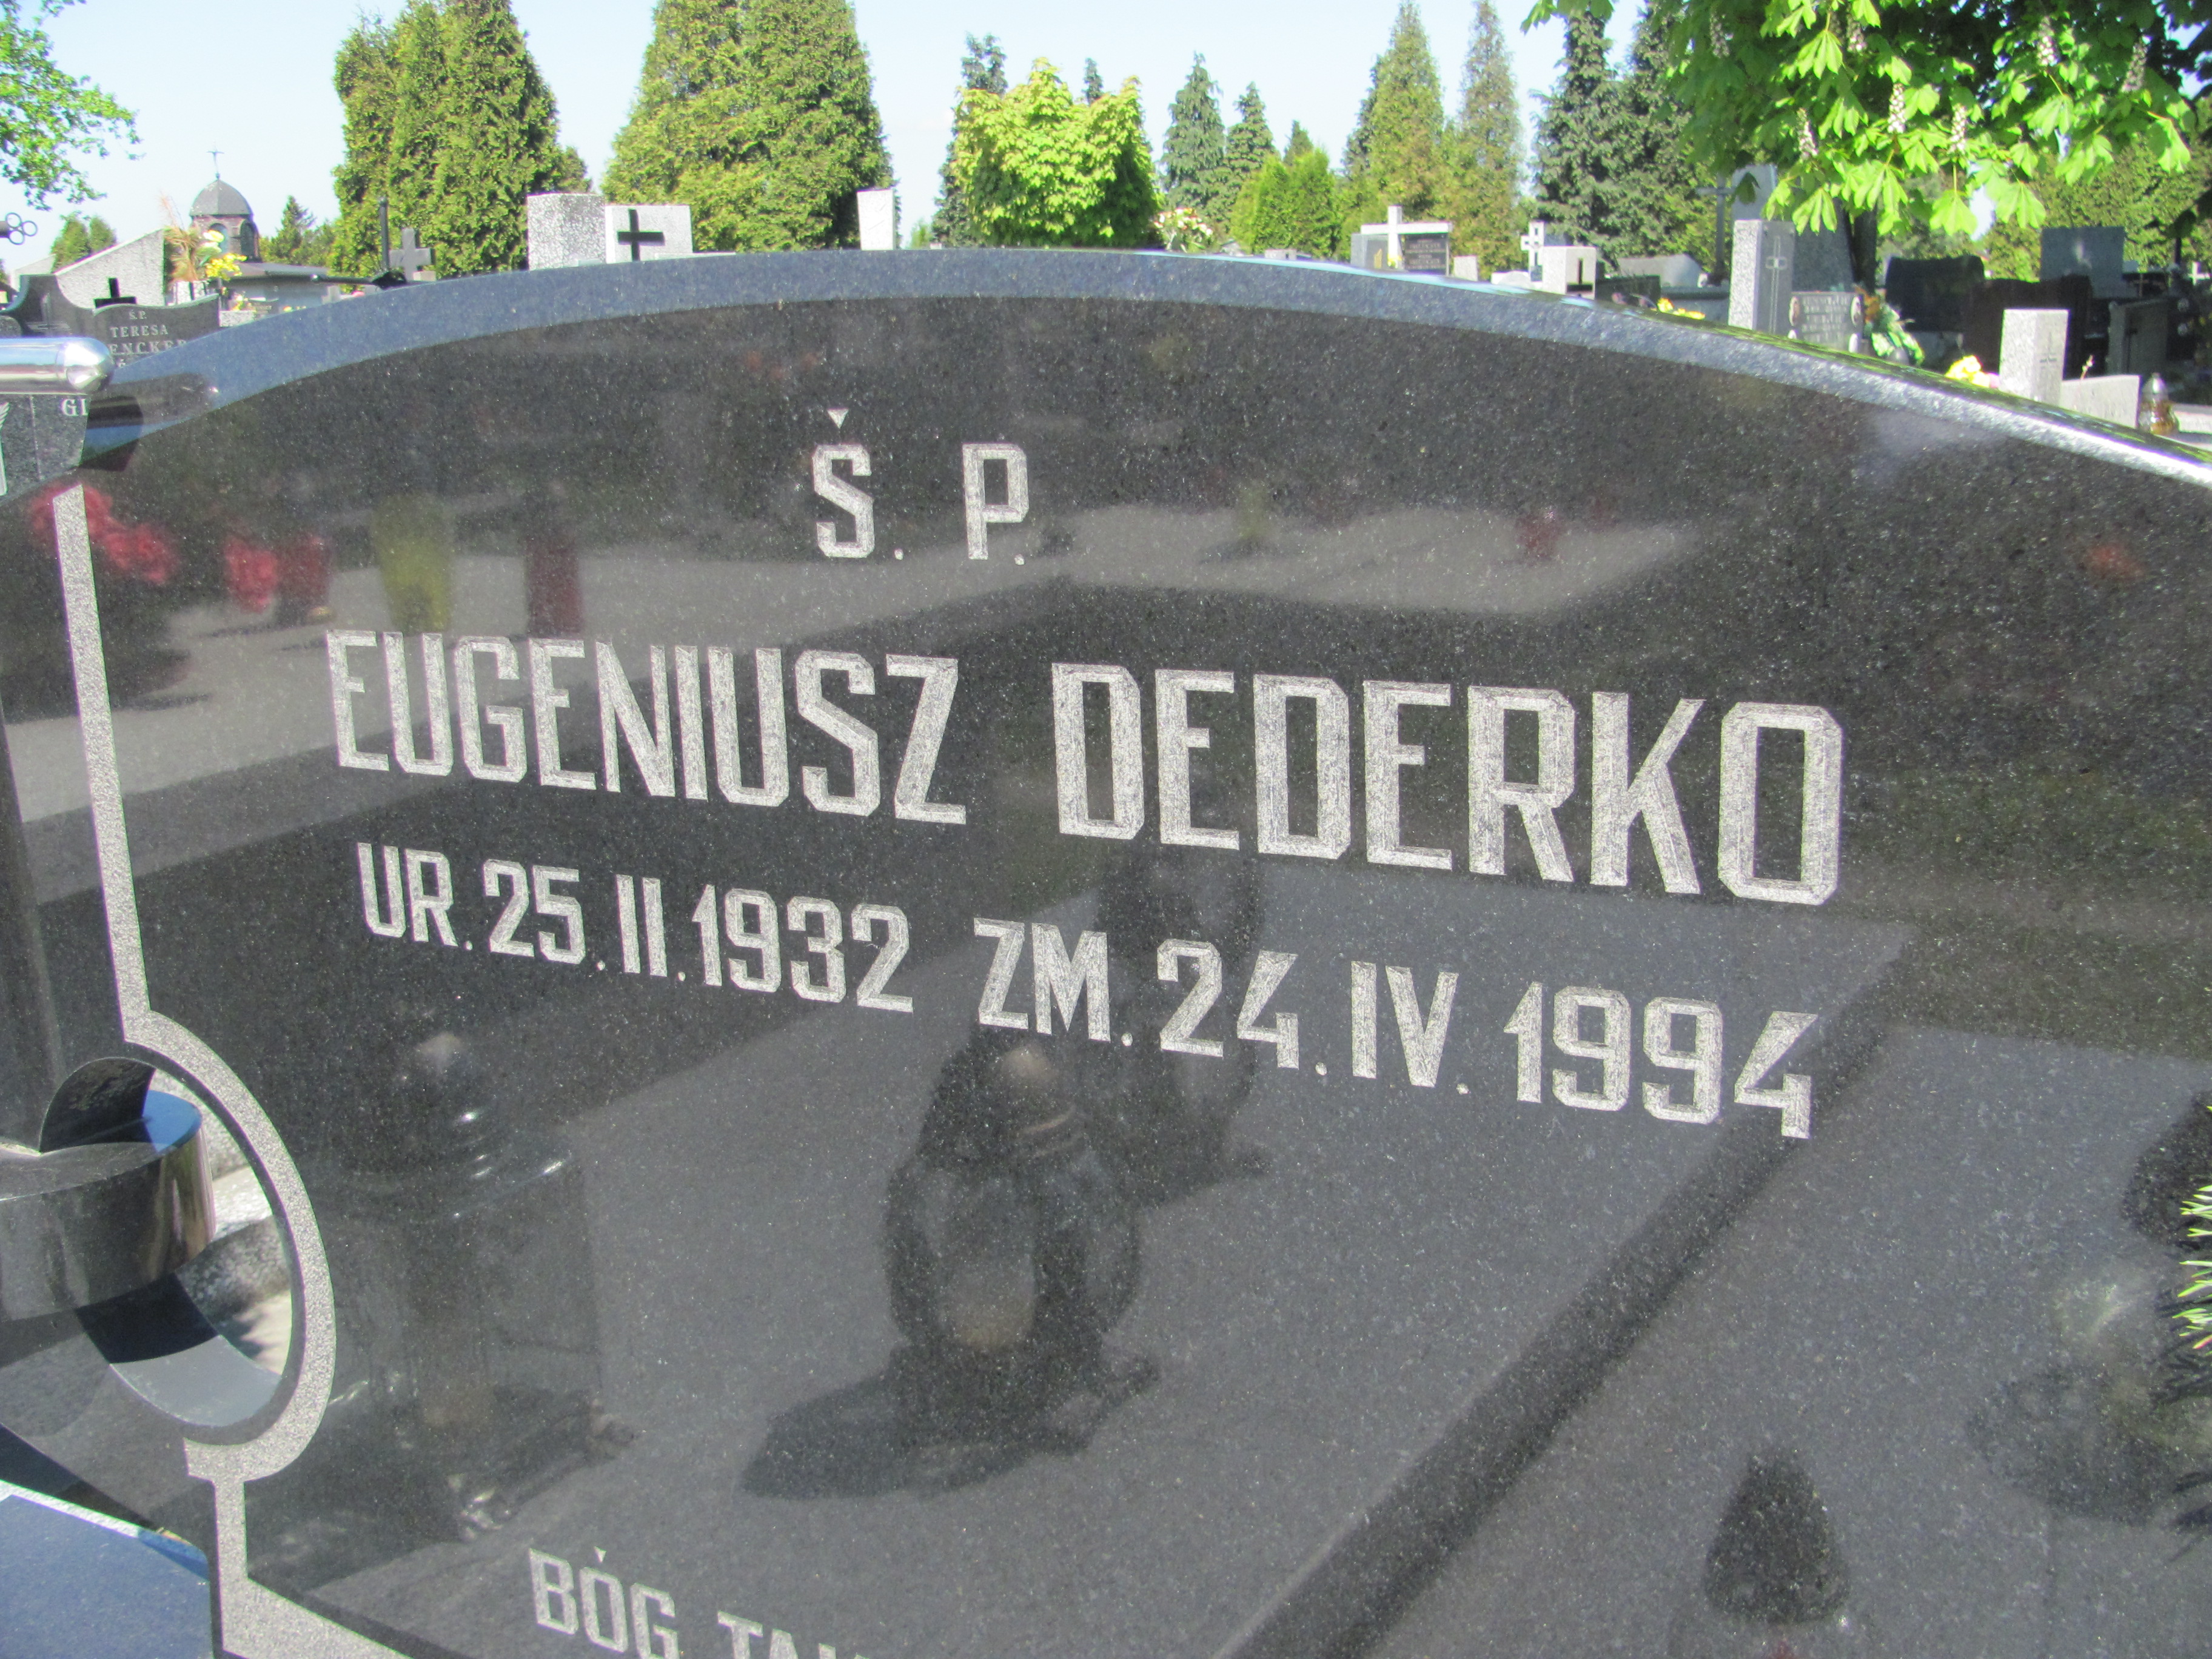 Ś.P.
TERESA
Ś. P.
EUGENIUSZ DEDERKO
UR. 25. II. 1932 ZM. 24. IV. 1994
BÓG